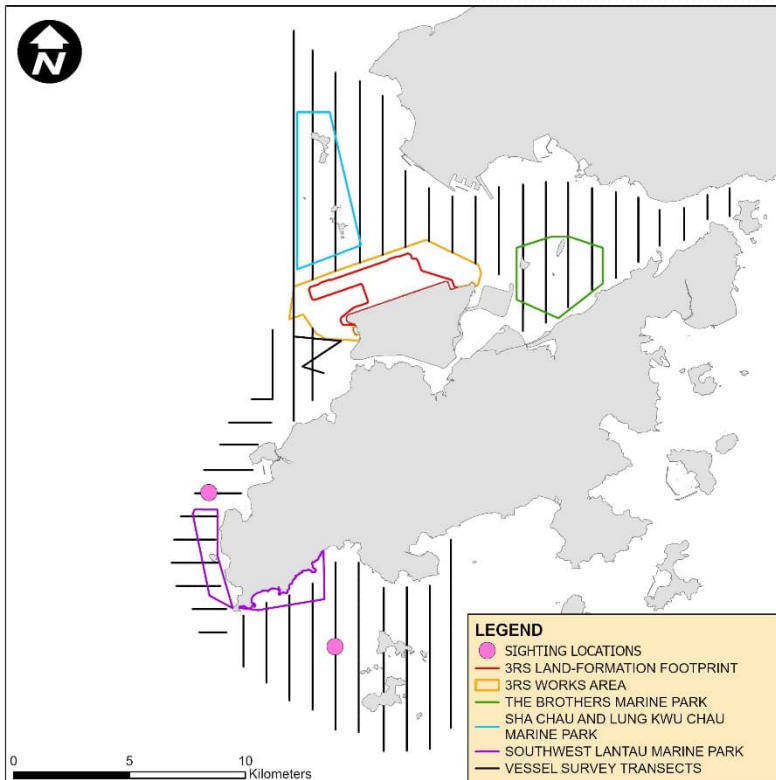 N
LEGEND
SIGHTING LOCATIONS
3RS LAND-FORMATION FOOTPRINT
3RS WORKS AREA
THE BROTHERS MARINE PARK
SHA CHAU AND LUNG KWU CHAU
MARINE PARK
SOUTHWEST LANTAU MARINE PARK
VESSEL SURVEY TRANSECTS
0 5 10
Kilometers